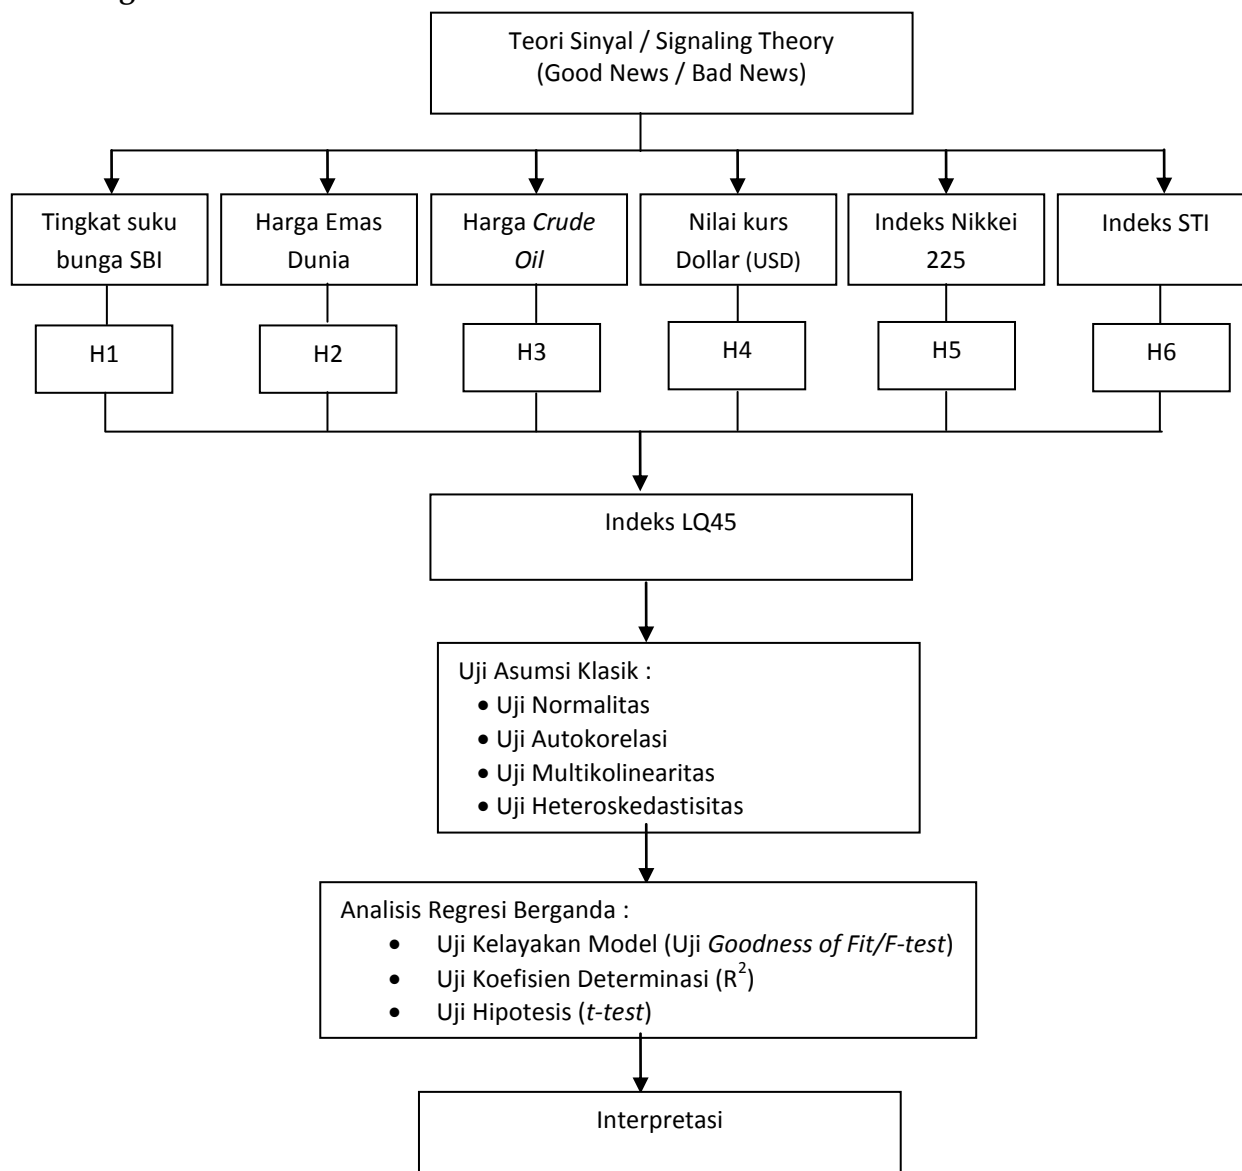 Teori Sinyal / Signaling Theory
(Good News / Bad News)
Tingkat suku
bunga SBI
Harga Emas
Dunia
Harga Crude
Oil
Nilai kurs
Dollar (USD)
Indeks Nikkei
225
Indeks STI
H1
H2
H3
H4
H5
H6
Indeks LQ45
Uji Asumsi Klasik :
• Uji Normalitas
• Uji Autokorelasi
• Uji Multikolinearitas
• Uji Heteroskedastisitas
Analisis Regresi Berganda :
• Uji Kelayakan Model (Uji Goodness of Fit/F-test)
• Uji Koefisien Determinasi (R²)
• Uji Hipotesis (t-test)
Interpretasi